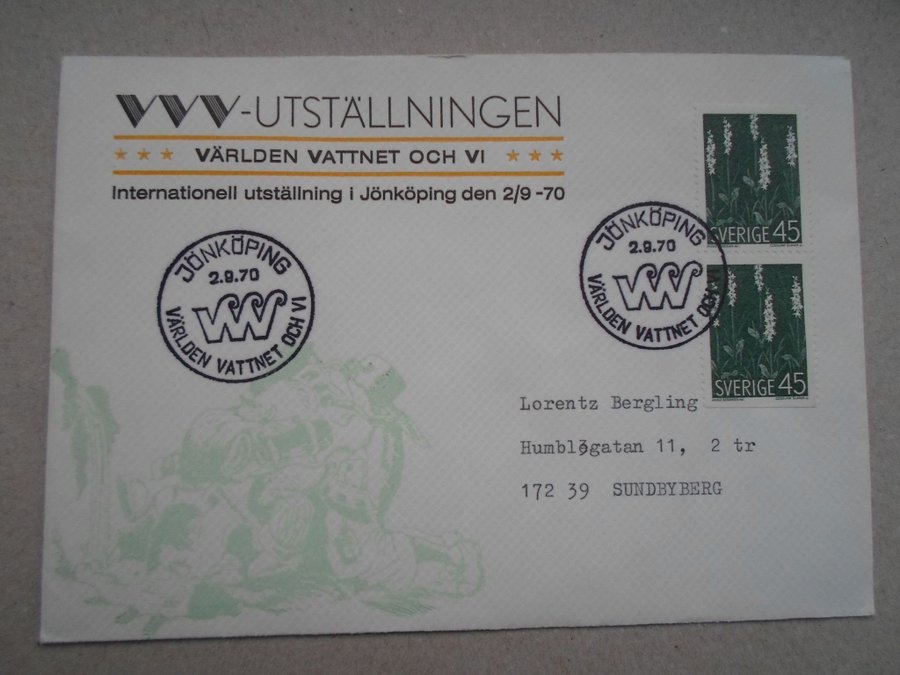 VVV-UTSTÄLLNINGEN
VÄRLDEN VATTNET OCH VI
Internationell utställning i Jönköping den 2/9 -70
JÖNKÖPING
2.9.70
VVV
VÄRLDEN VATTNET OCH VI
JÖNKÖPING
2.9.70
VVV
VÄRLDEN VATTNET OCH VI
SVERIGE 45
SVERIGE 45
Lorentz Bergling
Humblegatan 11, 2 tr
172 39 SUNDBYBERG